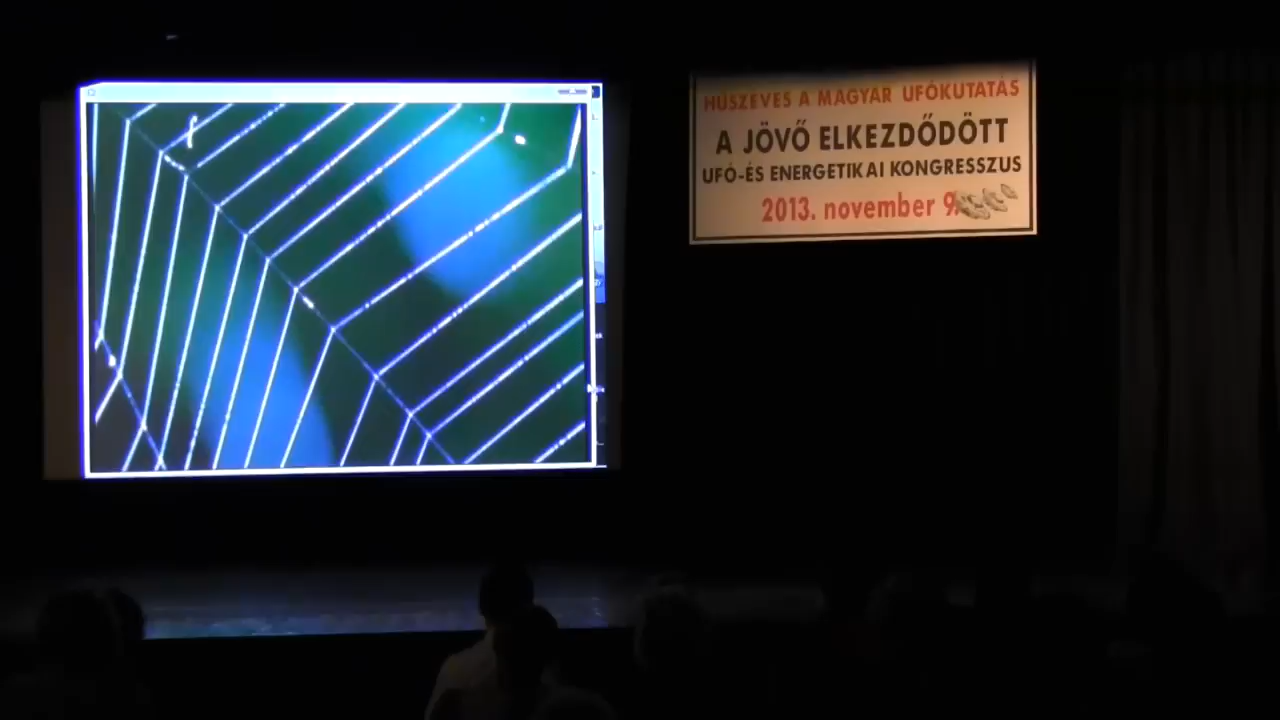 HÚSZÉVES A MAGYAR UFÓKUTATÁS
A JÖVŐ ELKEZDŐDÖTT
UFÓ-ÉS ENERGETIKAI KONGRESSZUS
2013. november 9.